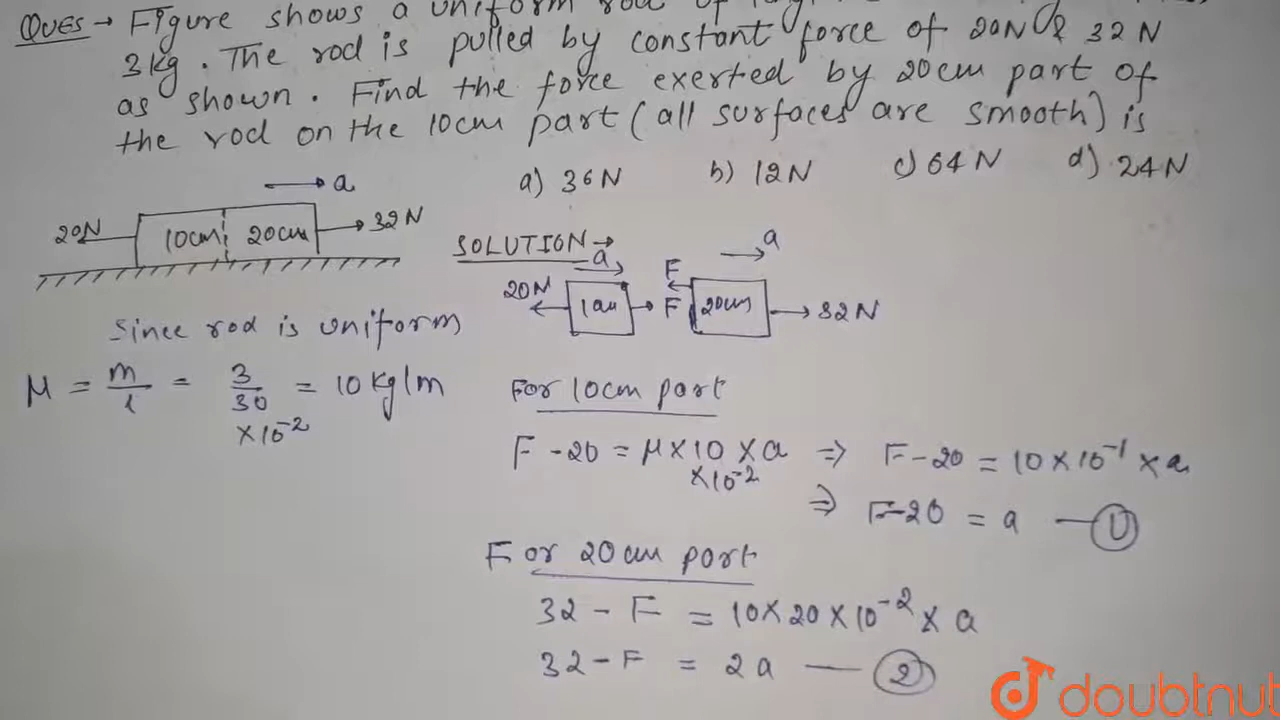 QUES → Figure shows a uniform rod of
3kg. The rod is pulled by constant force of 20N & 32N
as shown. Find the force exerted by 20cm part of
the rod on the 10cm part (all surfaces are smooth) is
a) 36N b) 12N c) 64N d) 24N
→ a
20N 10cm 20cm → 32N
SOLUTION →
a
20N F
F 20cm → 32N
a
Since rod is uniform
μ = m/l = 3/30×10⁻² = 10 kg/m
For 10cm part
F - 20 = μ × 10 × 10⁻² × a ⇒ F - 20 = 10 × 10⁻¹ × a
⇒ F - 20 = a — ①
For 20cm part
32 - F = 10 × 20 × 10⁻² × a
32 - F = 2a — ②
doubtnut